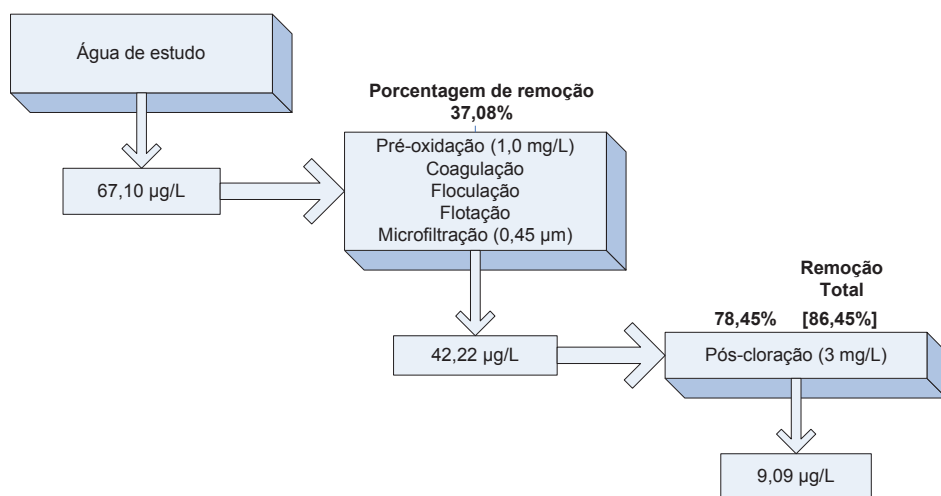 Água de estudo
67,10 µg/L
Porcentagem de remoção
37,08%
Pré-oxidação (1,0 mg/L)
Coagulação
Floculação
Flotação
Microfiltração (0,45 µm)
42,22 µg/L
Remoção
Total
78,45% [86,45%]
Pós-cloração (3 mg/L)
9,09 µg/L